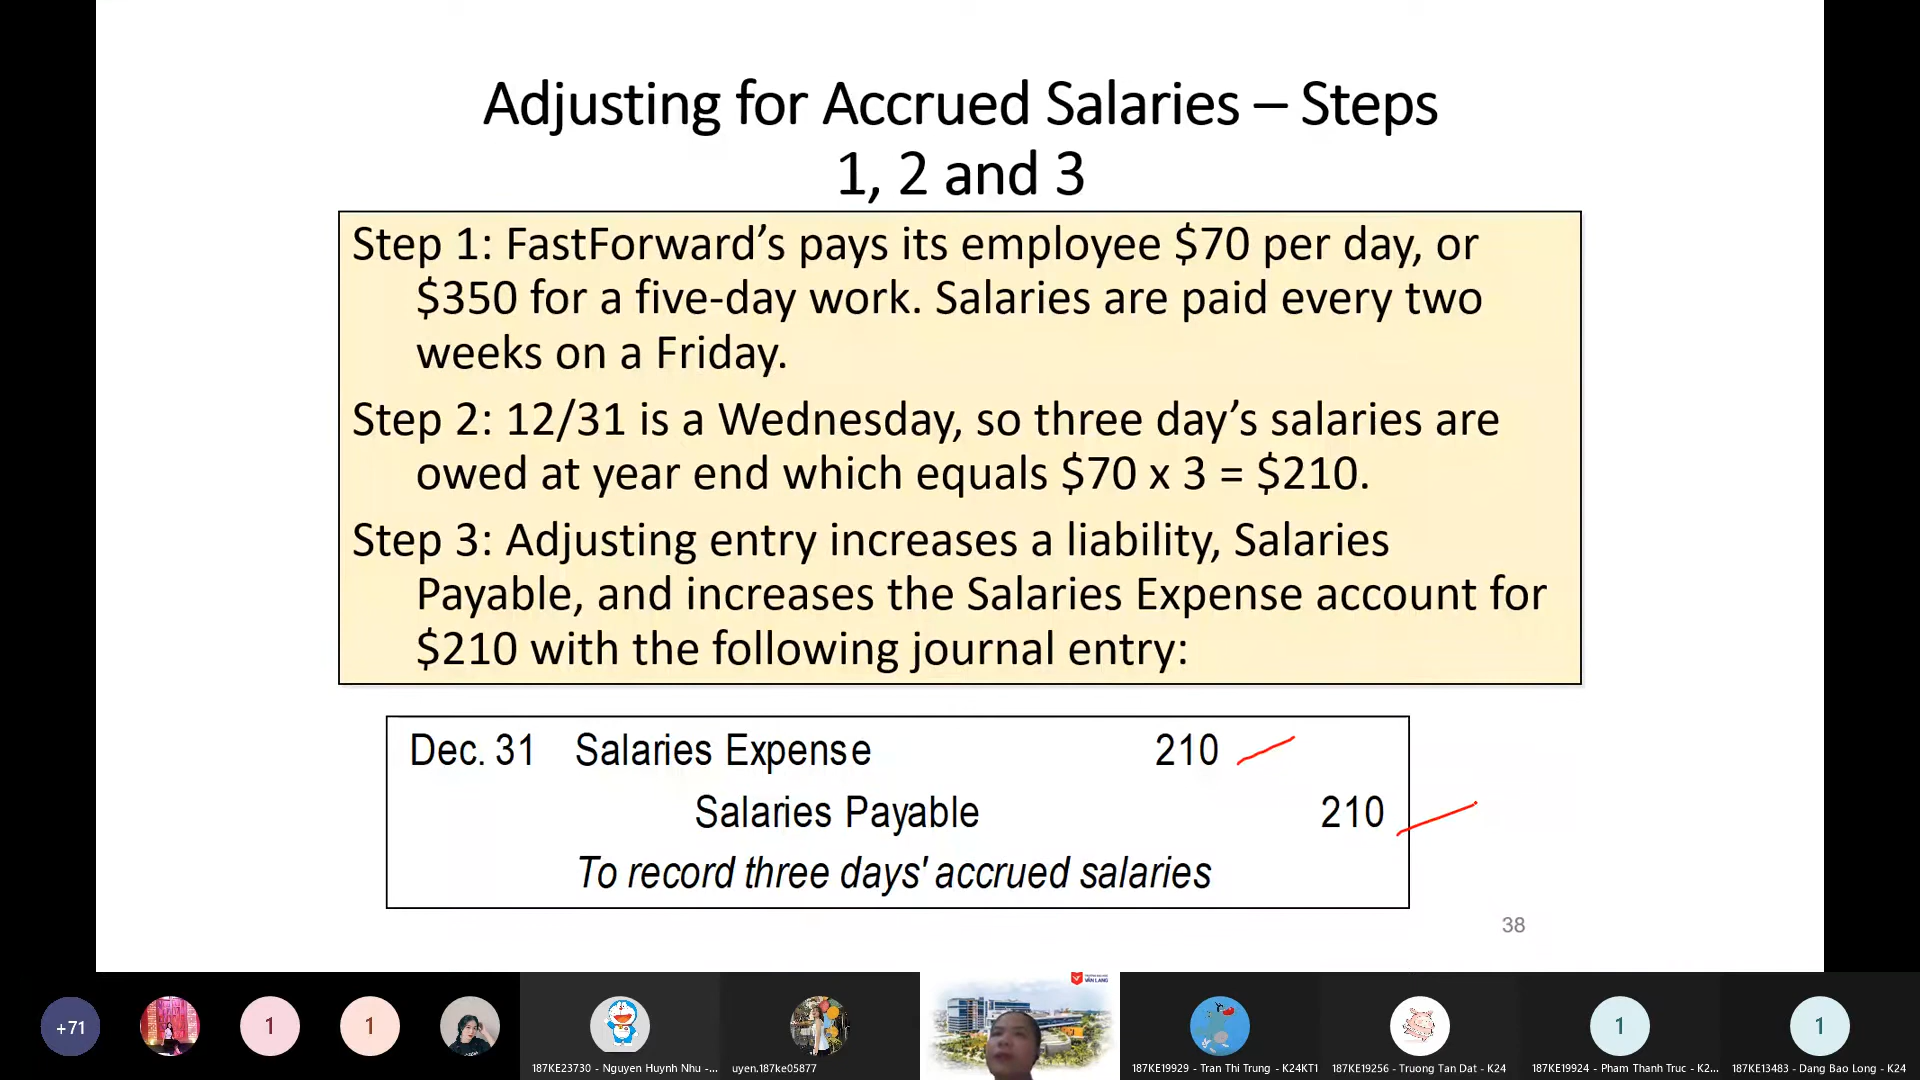 Adjusting for Accrued Salaries – Steps
1, 2 and 3
Step 1: FastForward’s pays its employee $70 per day, or
$350 for a five-day work. Salaries are paid every two
weeks on a Friday.
Step 2: 12/31 is a Wednesday, so three day’s salaries are
owed at year end which equals $70 x 3 = $210.
Step 3: Adjusting entry increases a liability, Salaries
Payable, and increases the Salaries Expense account for
$210 with the following journal entry:
Dec. 31 Salaries Expense 210
Salaries Payable 210
To record three days' accrued salaries
38
+71
1
1
187KE23730 - Nguyen Huynh Nhu -...
uyen.187ke05877
VAN LANG
187KE19929 - Tran Thi Trung - K24KT1
187KE19256 - Truong Tan Dat - K24
1
187KE19924 - Pham Thanh Truc - K2...
1
187KE13483 - Dang Bao Long - K24